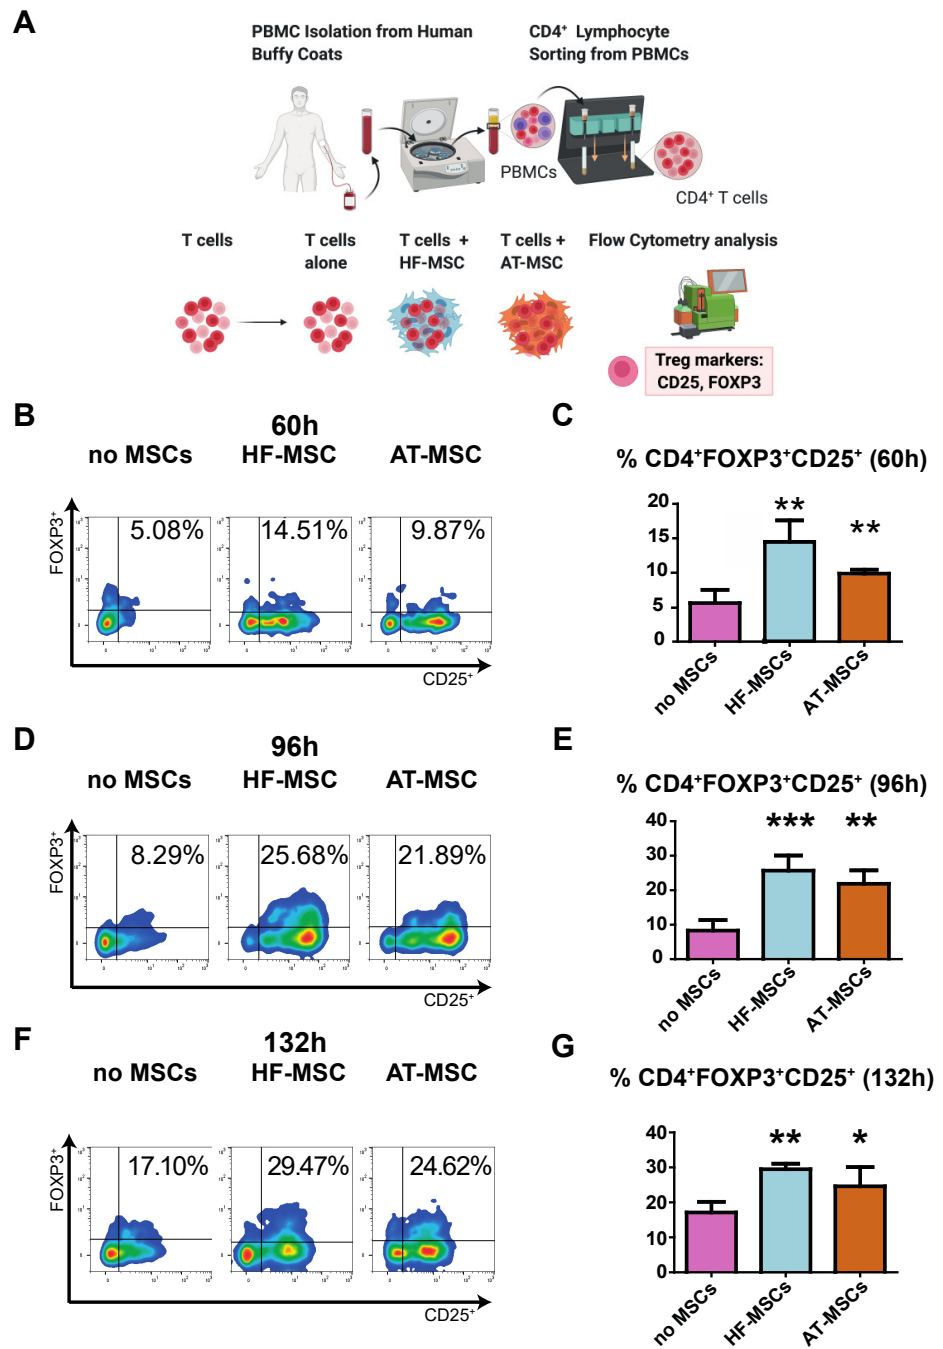 A
PBMC Isolation from Human
Buffy Coats
CD4⁺ Lymphocyte
Sorting from PBMCs
PBMCs
CD4⁺ T cells
T cells
T cells
alone
T cells +
HF-MSC
T cells +
AT-MSC
Flow Cytometry analysis
Treg markers:
CD25, FOXP3
B
60h
no MSCs HF-MSC AT-MSC
FOXP3⁺
5.08% 14.51% 9.87%
CD25⁺
C
% CD4⁺FOXP3⁺CD25⁺ (60h)
20
15
10
5
0
** **
no MSCs HF-MSCs AT-MSCs
D
96h
no MSCs HF-MSC AT-MSC
FOXP3⁺
8.29% 25.68% 21.89%
CD25⁺
E
% CD4⁺FOXP3⁺CD25⁺ (96h)
40
30
20
10
0
*** **
no MSCs HF-MSCs AT-MSCs
F
132h
no MSCs HF-MSC AT-MSC
FOXP3⁺
17.10% 29.47% 24.62%
CD25⁺
G
% CD4⁺FOXP3⁺CD25⁺ (132h)
40
30
20
10
0
** *
no MSCs HF-MSCs AT-MSCs